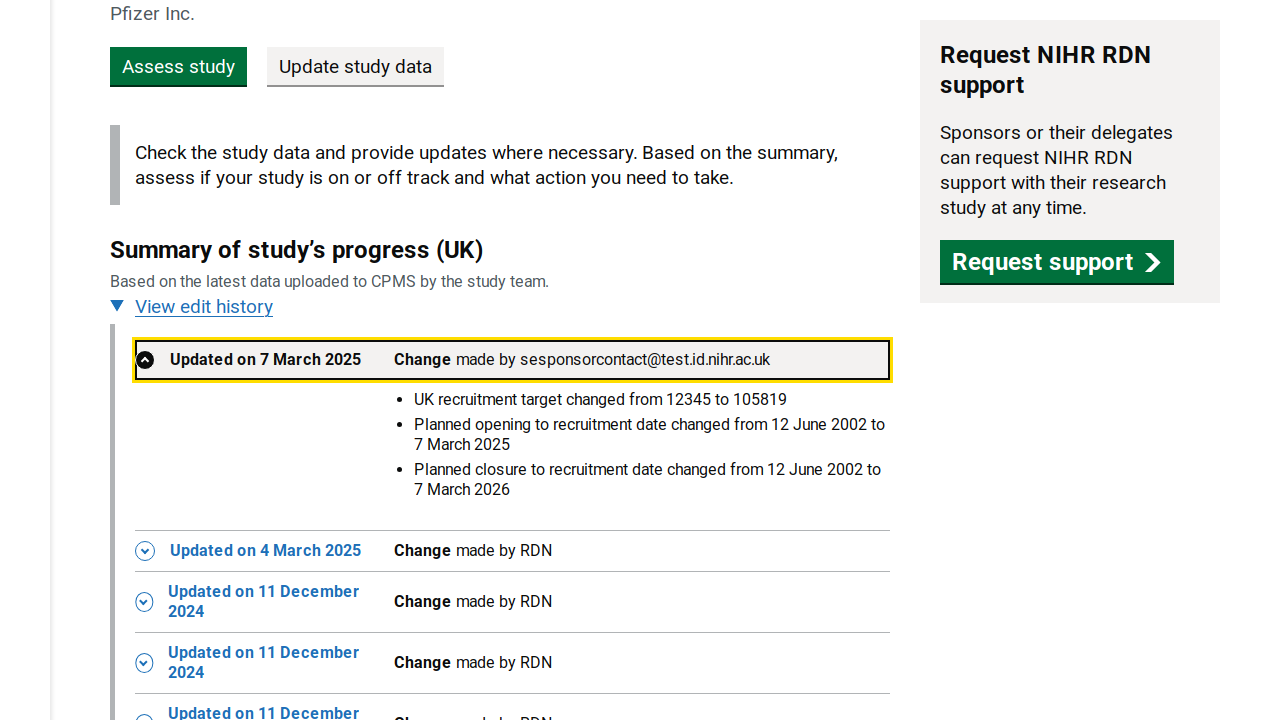 Pfizer Inc.
Assess study
Update study data
Check the study data and provide updates where necessary. Based on the summary,
assess if your study is on or off track and what action you need to take.
Summary of study’s progress (UK)
Based on the latest data uploaded to CPMS by the study team.
View edit history
Updated on 7 March 2025 Change made by sesponsorcontact@test.id.nihr.ac.uk
• UK recruitment target changed from 12345 to 105819
• Planned opening to recruitment date changed from 12 June 2002 to
7 March 2025
• Planned closure to recruitment date changed from 12 June 2002 to
7 March 2026
Updated on 4 March 2025 Change made by RDN
Updated on 11 December
2024
Change made by RDN
Updated on 11 December
2024
Change made by RDN
Updated on 11 December
Change made by RDN
Request NIHR RDN
support
Sponsors or their delegates
can request NIHR RDN
support with their research
study at any time.
Request support